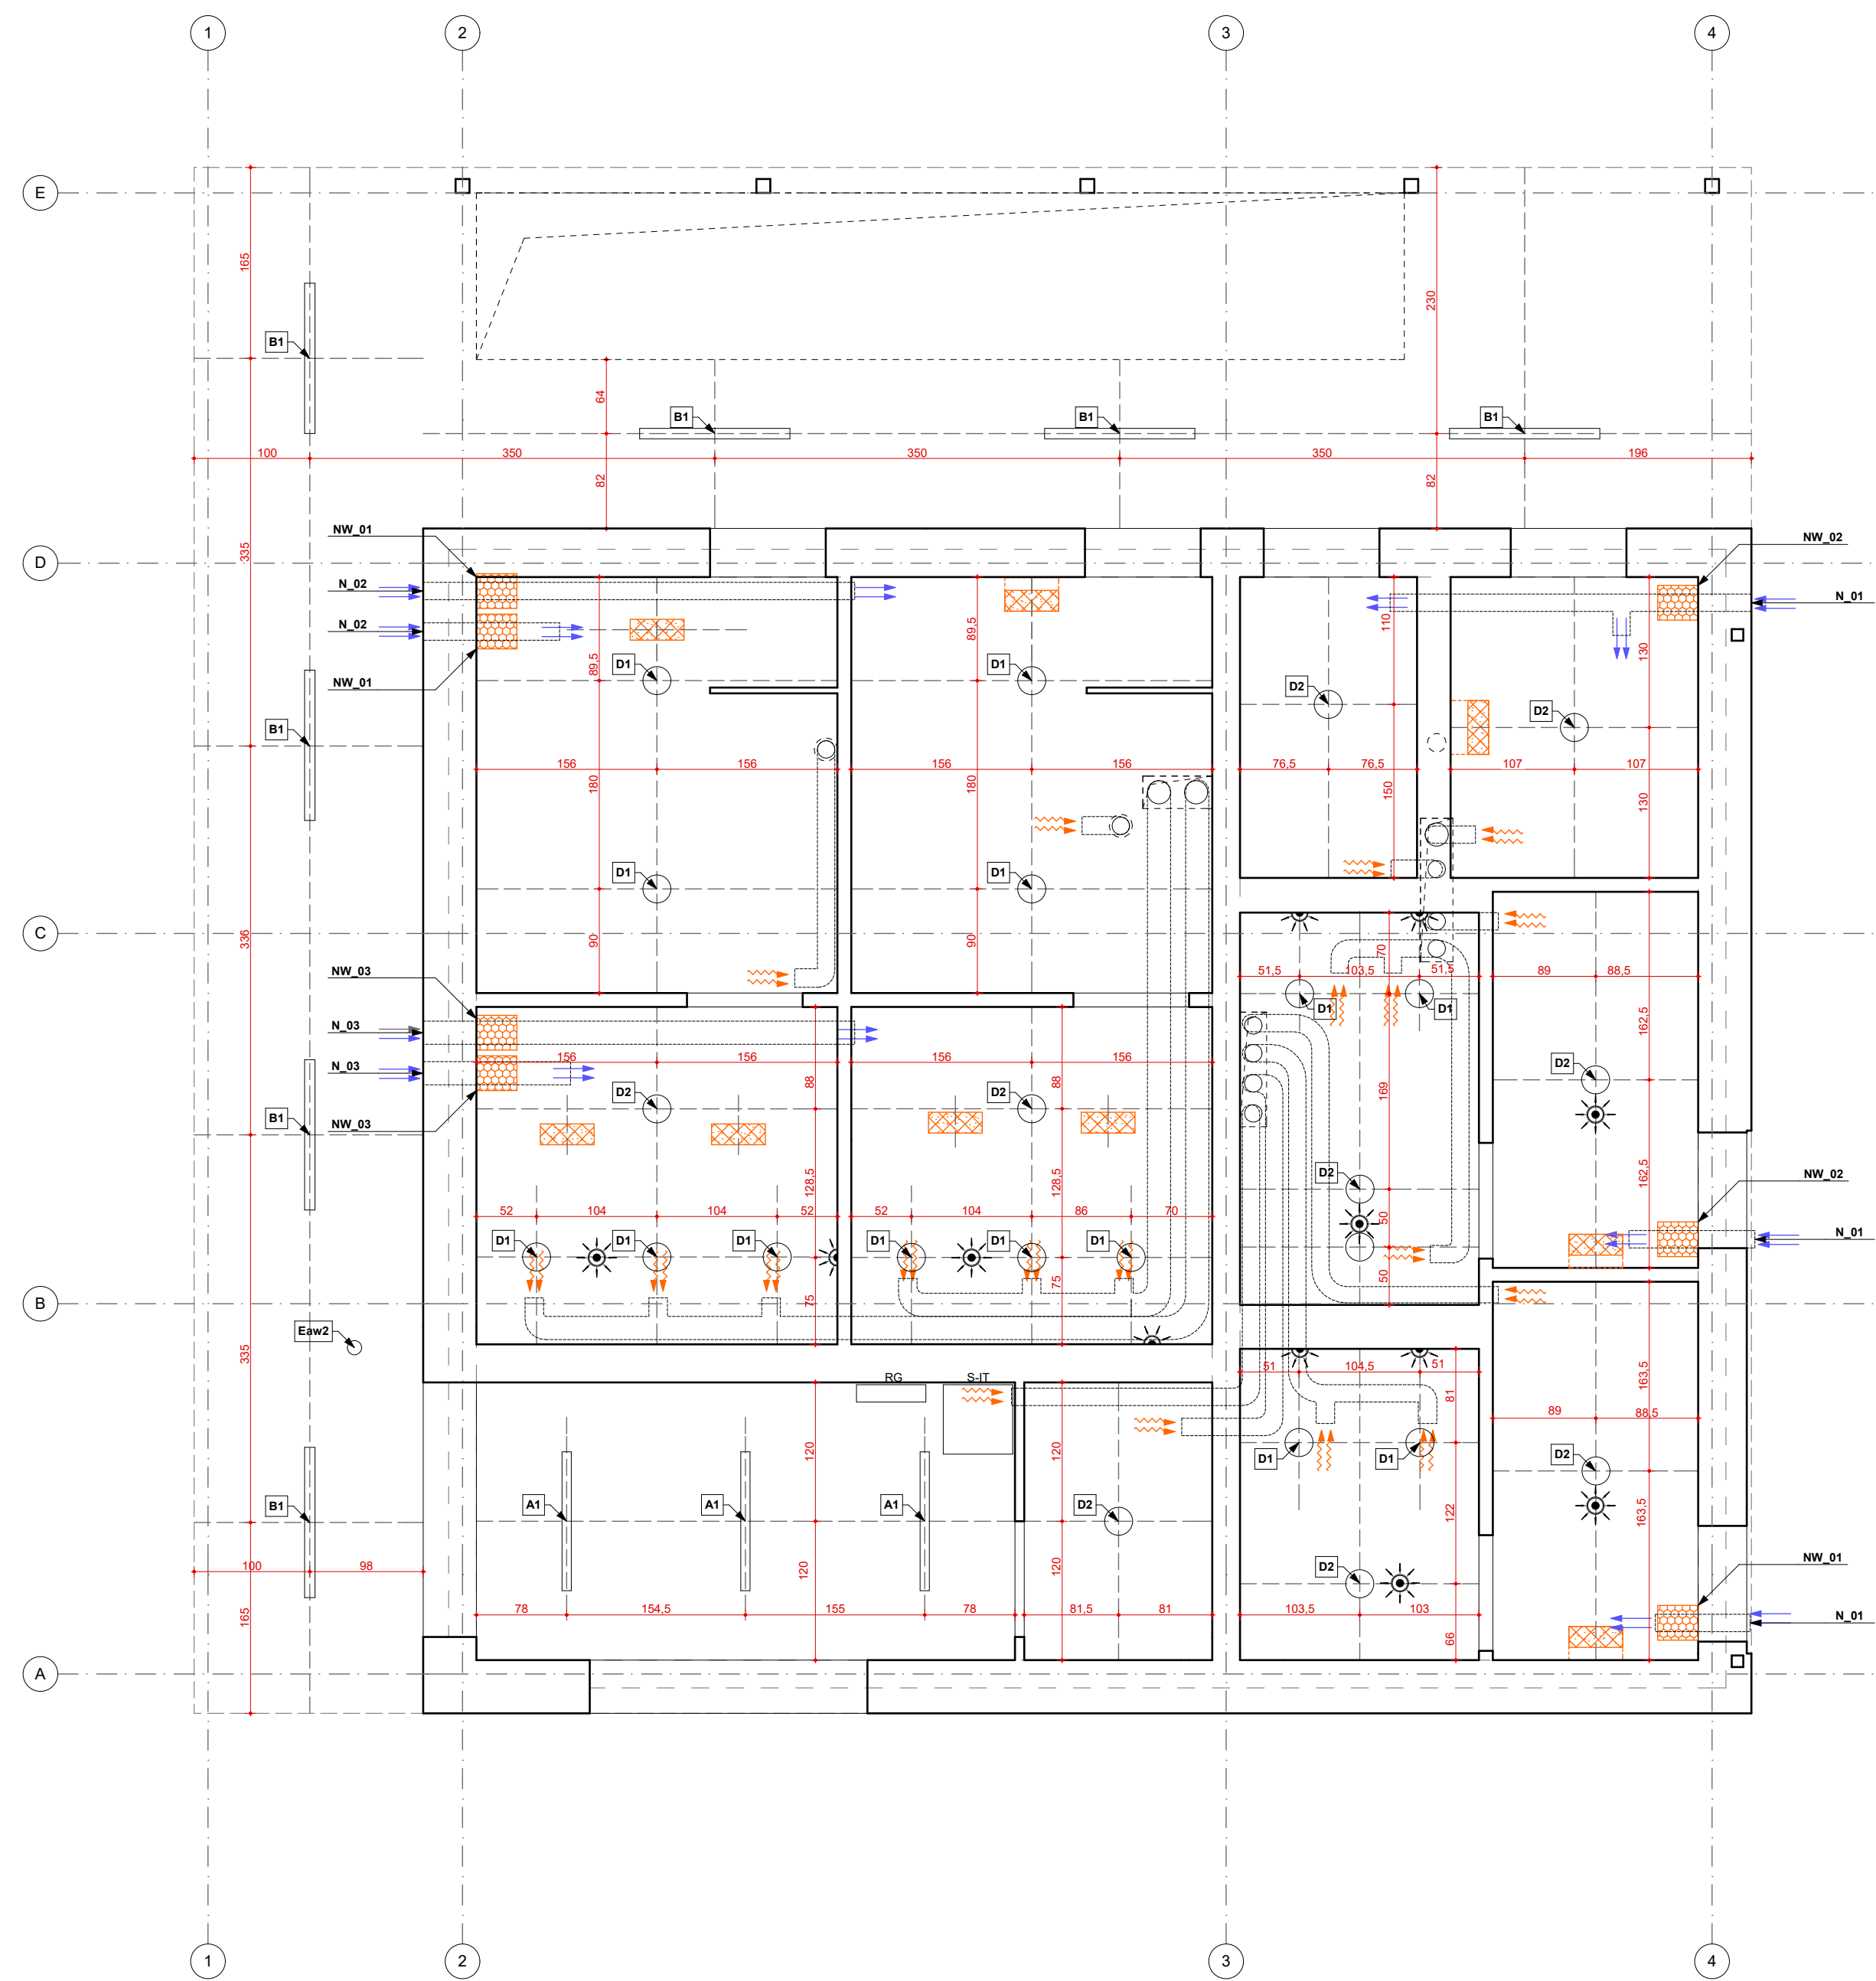 1 2 3 4
E
165
230
B1
64
B1 B1 B1
100 350 350 350 196
82 82
NW_01
NW_02
335
D
N_02
N_01
110
89,5 89,5 130
N_02
D1 D1
NW_01
D2
D2
B1
156 156 156 156 76,5 76,5 107 107
180 180 150 130
D1 D1
C
336
90 90 70
NW_03
51,5 103,5 51,5 89 88,5
D1 D1
162,5
N_03
156 156 156 156
N_03
D2
88 88
169
D2 D2
B1
NW_03
128,5 128,5
D2
162,5
NW_02
52 104 104 52 52 104 86 70
50
D1 D1 D1 D1 D1 D1
N_01
50
B
75 75
Eaw2
335
51 104,5 51
163,5
RG S-IT
81
89 88,5
120 120
D1 D1
D2
B1
A1 A1 A1 D2
163,5
122
120 120
100 98
D2
NW_01
78 154,5 155 78 81,5 81 103,5 103
N_01
165
66
A
1 2 3 4